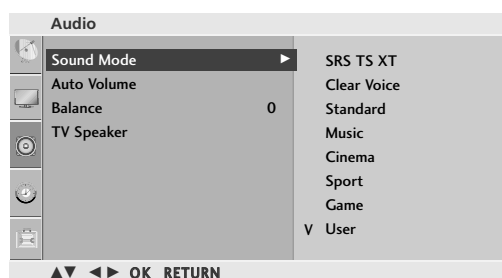 Audio
Sound Mode ►
Auto Volume
Balance 0
TV Speaker
SRS TS XT
Clear Voice
Standard
Music
Cinema
Sport
Game
V User
▲▼ ◄► OK RETURN